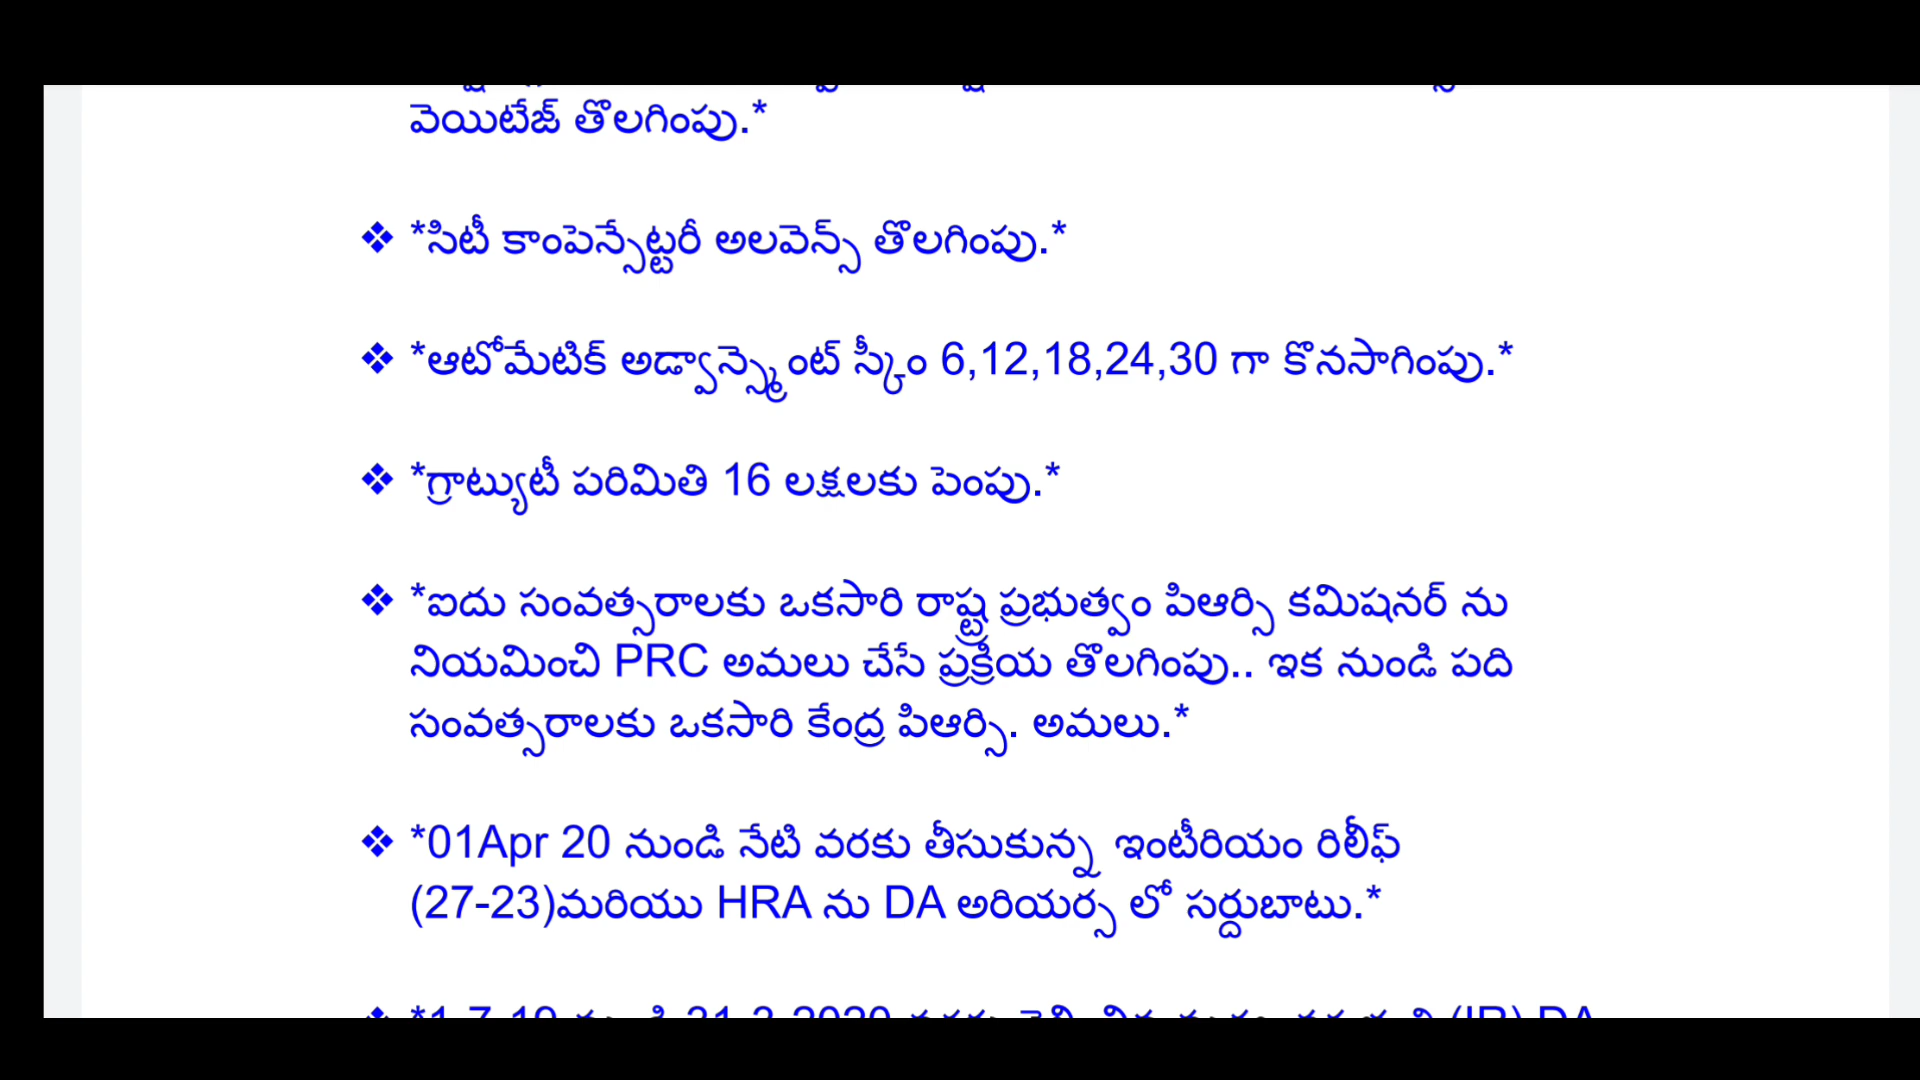 వెయిటేజ్ తొలగింపు.*
❖ *సిటీ కాంపెన్సేట్టరీ అలవెన్స్ తొలగింపు.*
❖ *ఆటోమేటిక్ అడ్వాన్స్మెంట్ స్కీం 6,12,18,24,30 గా కొనసాగింపు.*
❖ *గ్రాట్యుటీ పరిమితి 16 లక్షలకు పెంపు.*
❖ *ఐదు సంవత్సరాలకు ఒకసారి రాష్ట్ర ప్రభుత్వం పిఆర్సి కమిషనర్ ను
నియమించి PRC అమలు చేసే ప్రక్రియ తొలగింపు.. ఇక నుండి పది
సంవత్సరాలకు ఒకసారి కేంద్ర పిఆర్సి. అమలు.*
❖ *01Apr 20 నుండి నేటి వరకు తీసుకున్న ఇంటీరియం రిలీఫ్
(27-23)మరియు HRA ను DA అరియర్స లో సర్దుబాటు.*